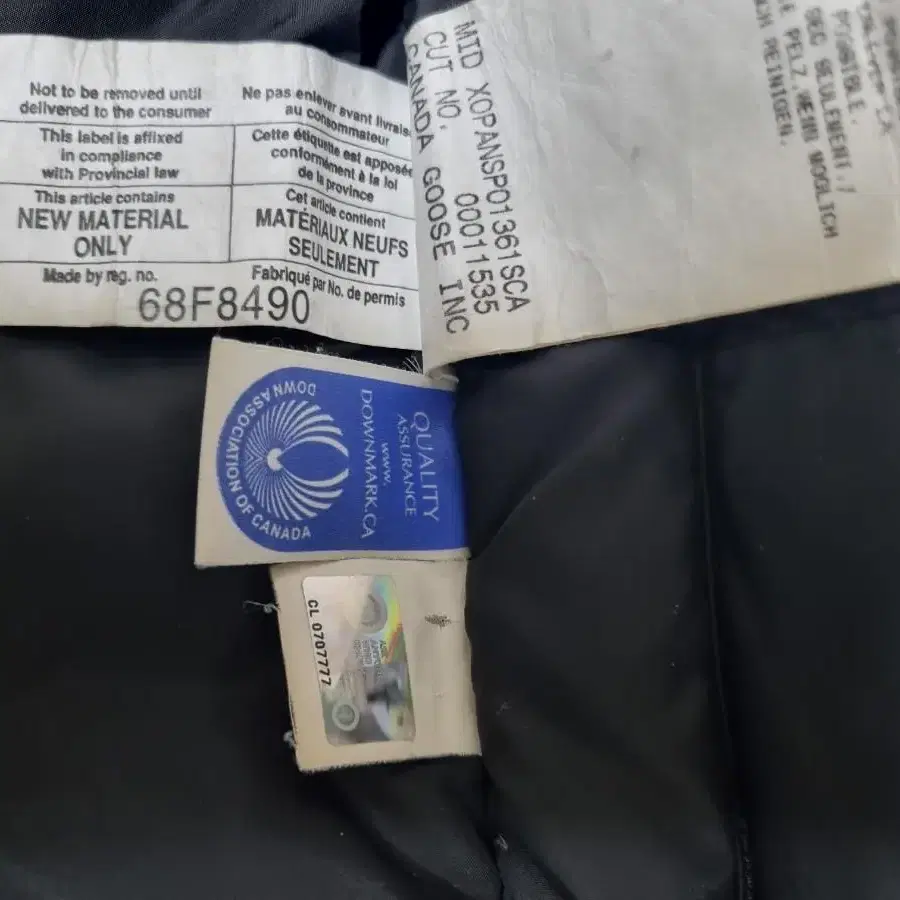 Not to be removed until
delivered to the consumer
Ne pas enlever avant
au consommateur
This label is affixed
in compliance
with Provincial law
Cette étiquette est apposée
conformément à la loi
de la province
This article contains
NEW MATERIAL
ONLY
Cet article contient
MATÉRIAUX NEUFS
SEULEMENT
Made by reg. no.
Fabriqué par No. de permis
68F8490
MID XOPANSP01361SCA
CUT NO. 00011535
CANADA GOOSE INC
POSSIBLE.
SEC SEULEMENT./
PELZ,WENN MOGLICH
REINIGEN.
DOWN ASSOCIATION OF CANADA
QUALITY
ASSURANCE
www.
DOWNMARK.CA
CL 0707777